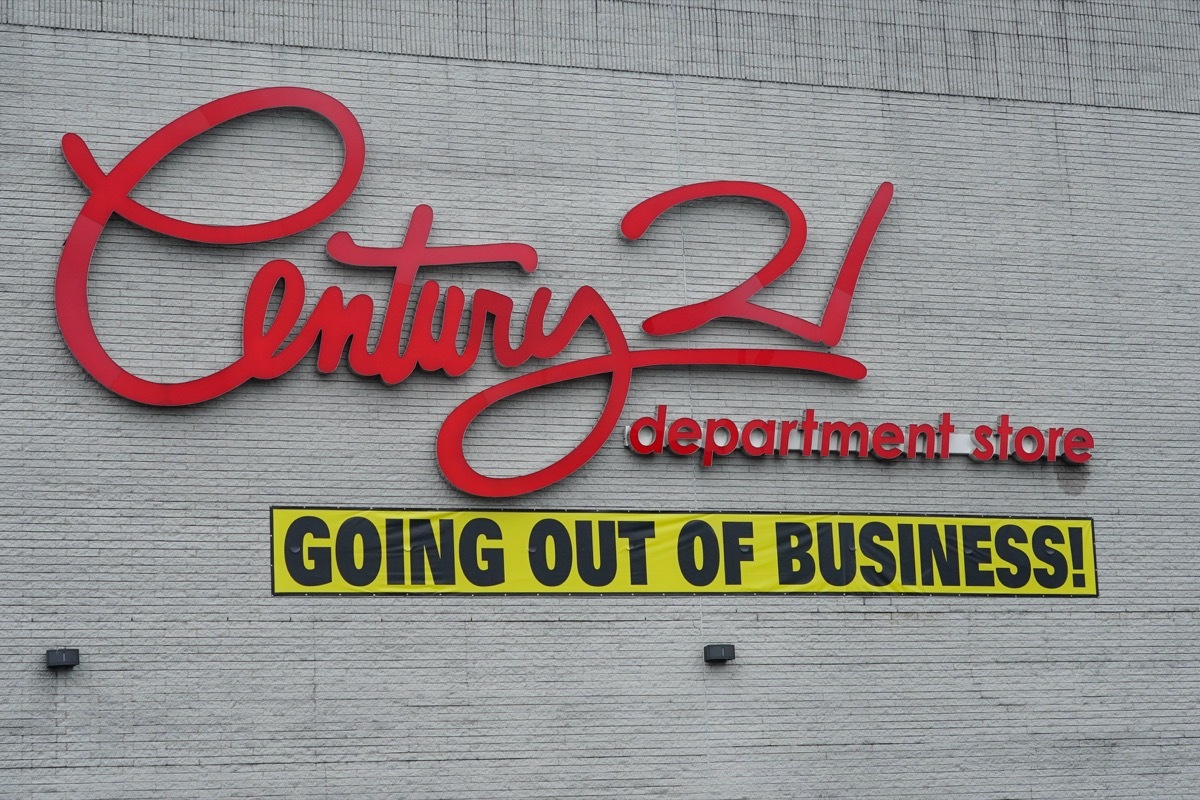 Century 21
department store
GOING OUT OF BUSINESS!